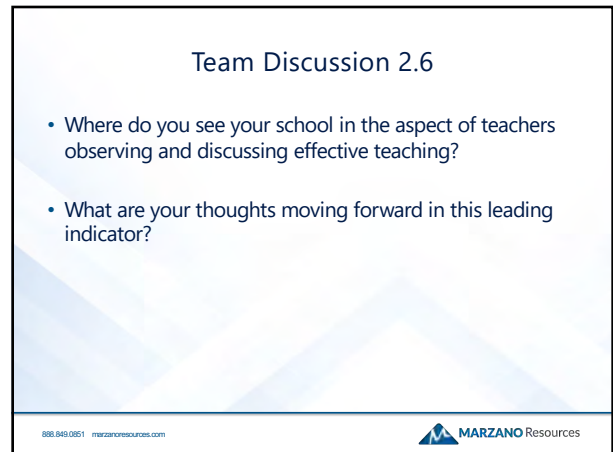 Team Discussion 2.6
• Where do you see your school in the aspect of teachers
observing and discussing effective teaching?
• What are your thoughts moving forward in this leading
indicator?
888.849.0851 marzanoresources.com
MARZANO Resources